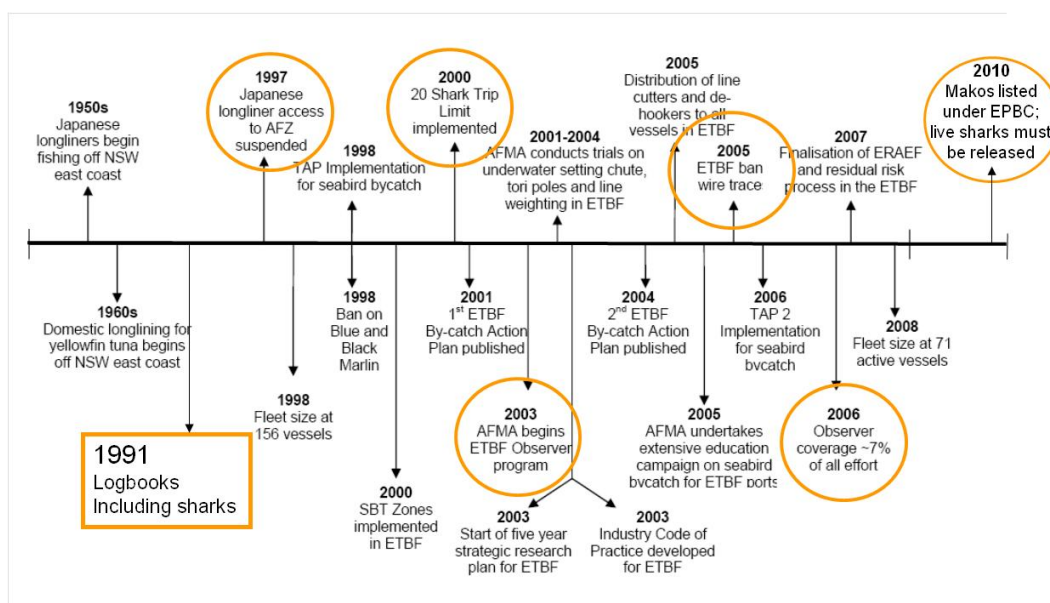 1950s
Japanese
longliners begin
fishing off NSW
east coast
1997
Japanese
longliner access
to AFZ
suspended
1998
TAP Implementation
for seabird bycatch
2000
20 Shark Trip
Limit
implemented
2001-2004
AFMA conducts trials on
underwater setting chute,
tori poles and line
weighting in ETBF
2005
Distribution of line
cutters and de-
hookers to all
vessels in ETBF
2005
ETBF ban
wire trace
2007
Finalisation of ERAEF
and residual risk
process in the ETBF
2010
Makos listed
under EPBC;
live sharks must
be released
1960s
Domestic longlining for
yellowfin tuna begins
off NSW east coast
1991
Logbooks
Including sharks
1998
Fleet size at
156 vessels
1998
Ban on
Blue and
Black
Marlin
2000
SBT Zones
implemented
in ETBF
2001
1st ETBF
By-catch Action
Plan published
2003
AFMA begins
ETBF Observer
program
2003
Start of five year
strategic research
plan for ETBF
2003
Industry Code of
Practice developed
for ETBF
2004
2nd ETBF
By-catch Action
Plan published
2005
AFMA undertakes
extensive education
campaign on seabird
bycatch for ETBF ports
2006
TAP 2
Implementation
for seabird
bycatch
2006
Observer
coverage ~7%
of all effort
2008
Fleet size at 71
active vessels